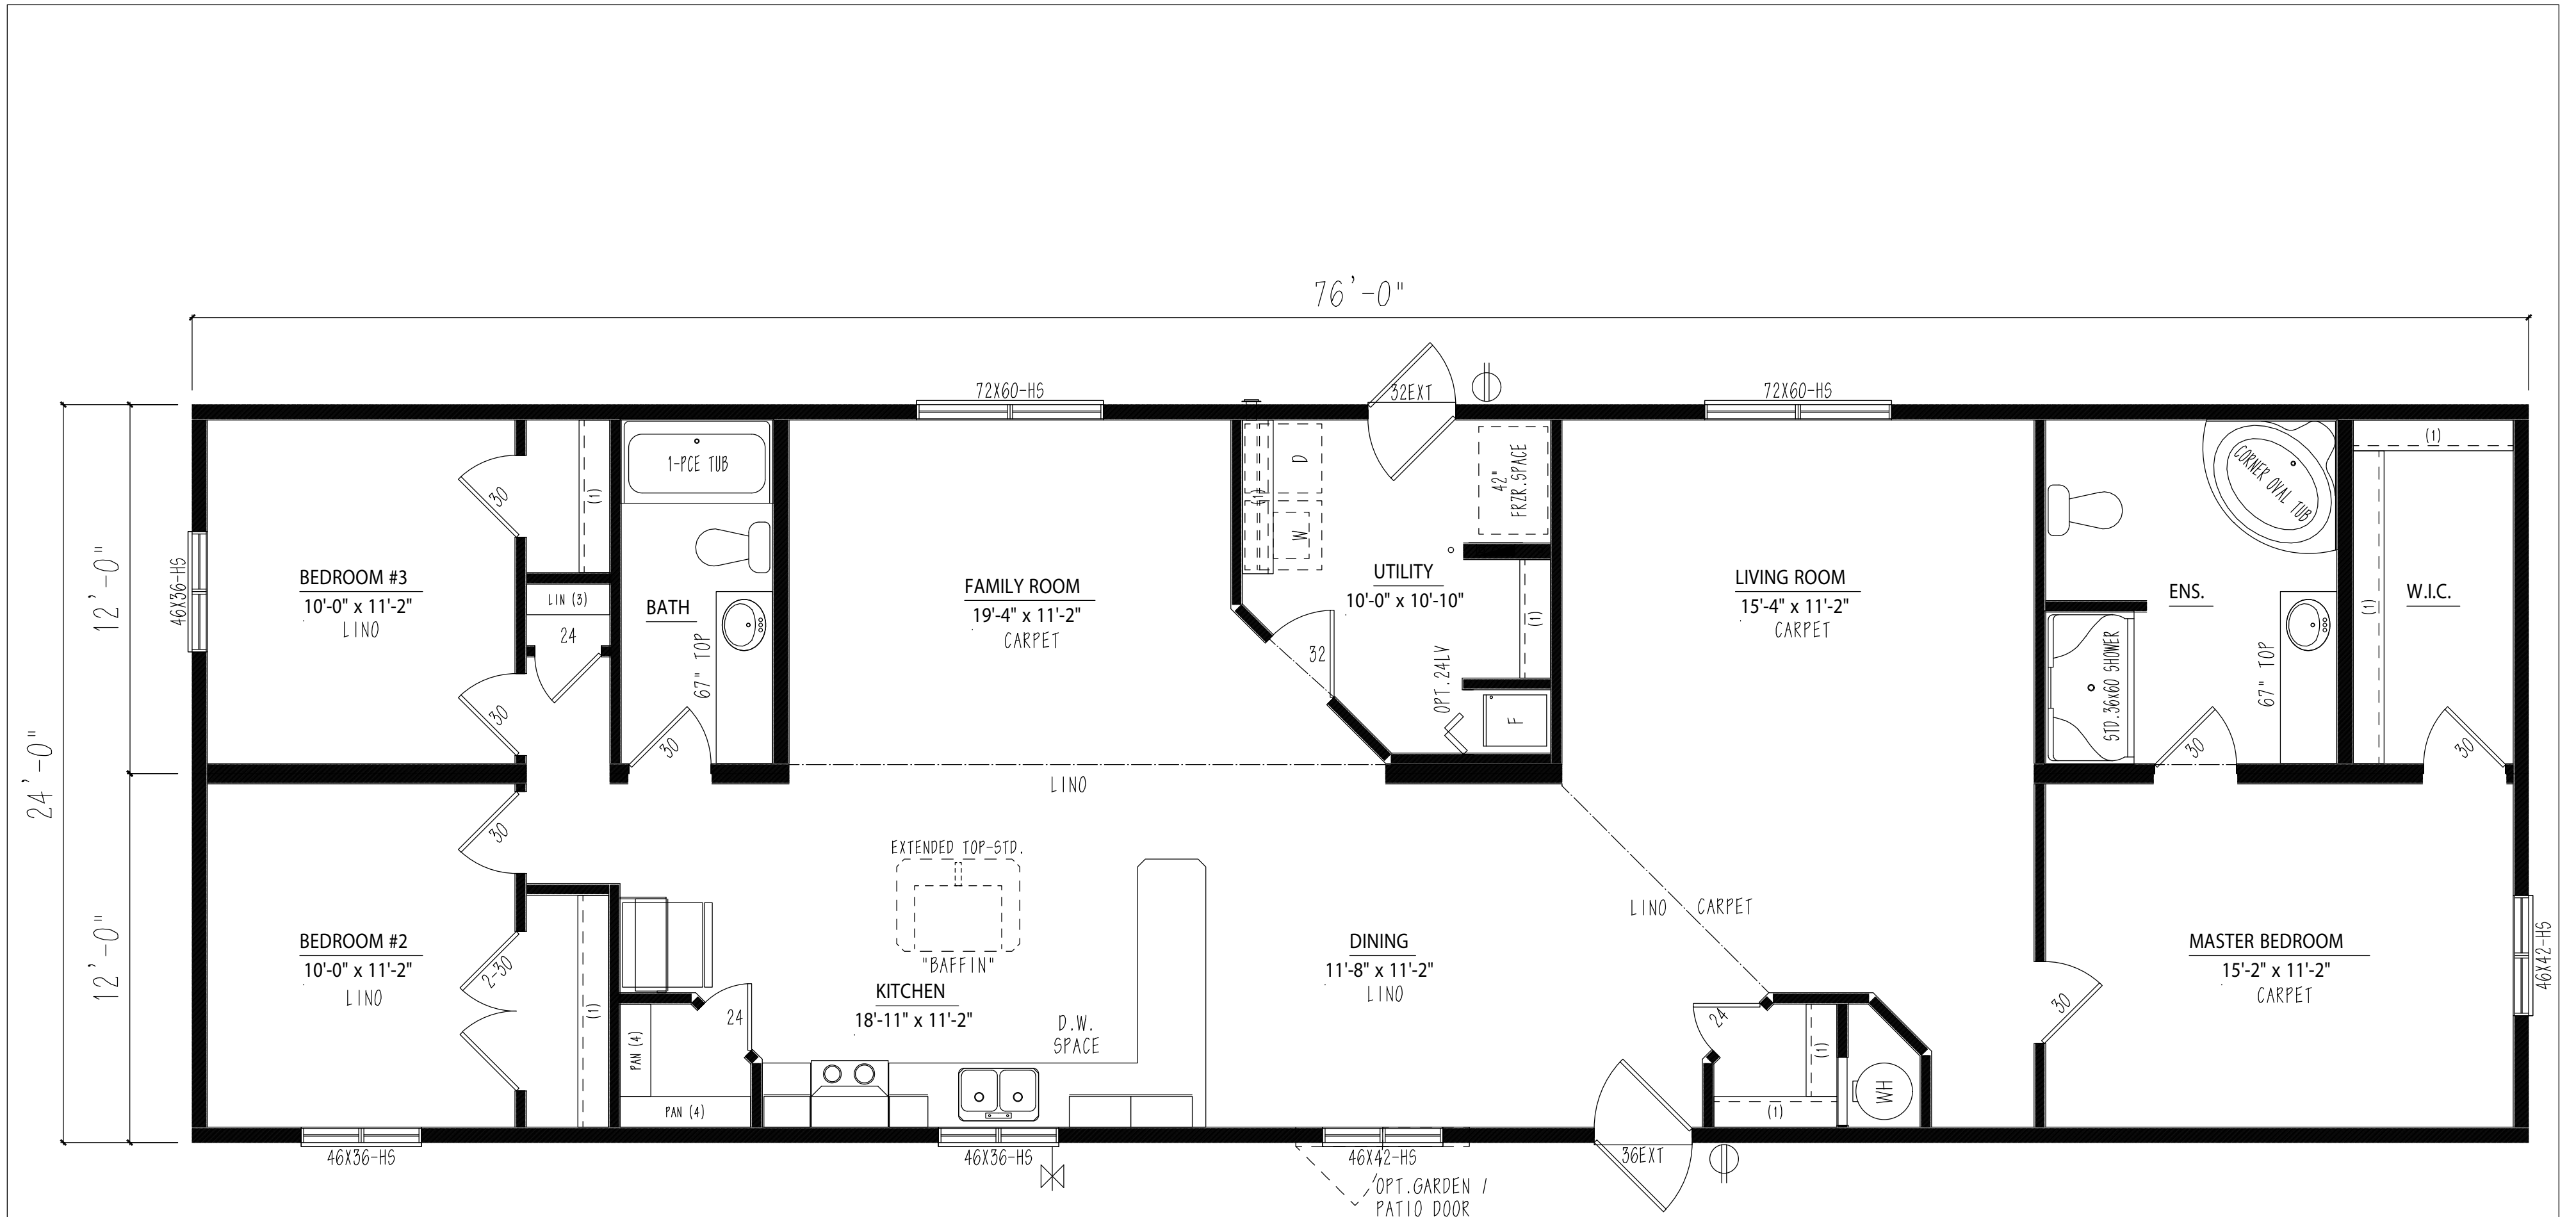 76'-0"
72X60-HS
32EXT
72X60-HS
24'-0"
12'-0"
12'-0"
46X36-HS
BEDROOM #3
10'-0" x 11'-2"
LINO
30
30
(1)
LIN (3)
24
1-PCE TUB
BATH
67" TOP
30
FAMILY ROOM
19'-4" x 11'-2"
CARPET
LINO
D
W
(1)
42"
FRZR.SPACE
UTILITY
10'-0" x 10'-10"
(1)
32
OPT.24LV
F
LIVING ROOM
15'-4" x 11'-2"
CARPET
CORNER OVAL TUB
ENS.
STD.36x60 SHOWER
67" TOP
30
(1)
(1)
W.I.C.
30
BEDROOM #2
10'-0" x 11'-2"
LINO
30
2-30
(1)
EXTENDED TOP-STD.
"BAFFIN"
KITCHEN
18'-11" x 11'-2"
24
PAN (4)
PAN (4)
D.W.
SPACE
DINING
11'-8" x 11'-2"
LINO
LINO
CARPET
24
(1)
(1)
WH
MASTER BEDROOM
15'-2" x 11'-2"
CARPET
30
46X42-HS
46X36-HS
46X36-HS
46X42-HS
36EXT
OPT.GARDEN /
PATIO DOOR